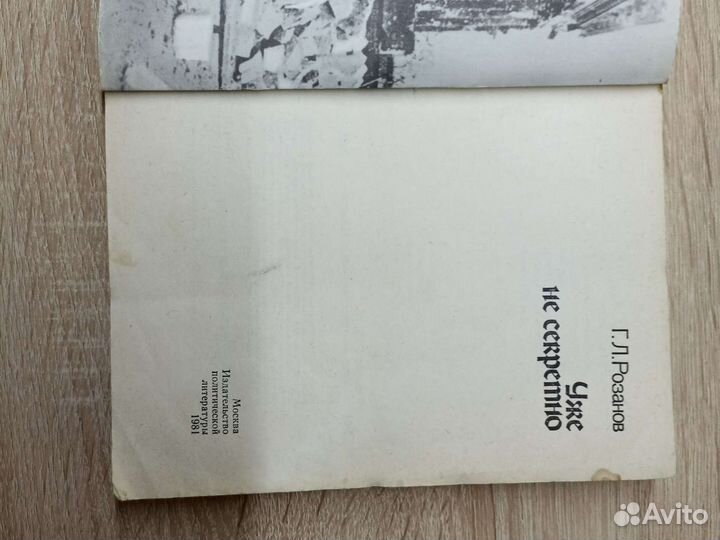 Г.Л.Розанов
Уже
не секретно
Москва
Издательство
политической
литературы
1981
Avito